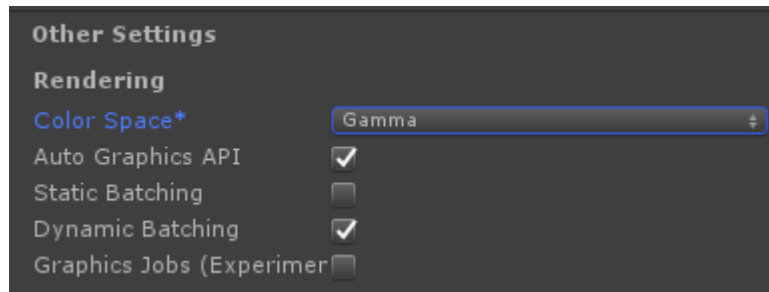 Other Settings
Rendering
Color Space* Gamma
Auto Graphics API
Static Batching
Dynamic Batching
Graphics Jobs (Experimer